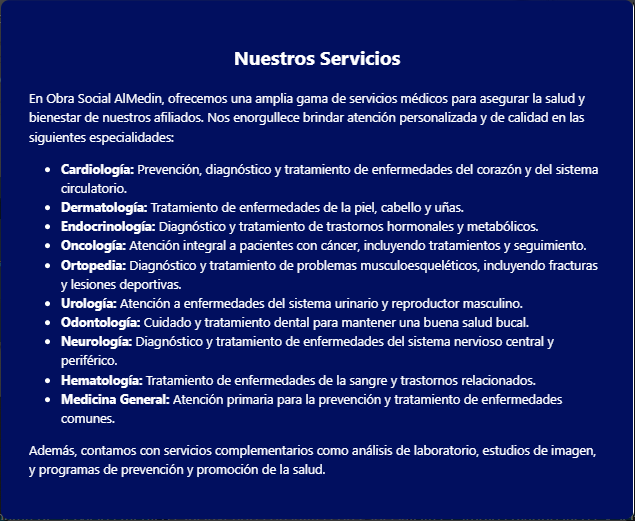 Nuestros Servicios
En Obra Social AlMedin, ofrecemos una amplia gama de servicios médicos para asegurar la salud y
bienestar de nuestros afiliados. Nos enorgullece brindar atención personalizada y de calidad en las
siguientes especialidades:
• Cardiología: Prevención, diagnóstico y tratamiento de enfermedades del corazón y del sistema
circulatorio.
• Dermatología: Tratamiento de enfermedades de la piel, cabello y uñas.
• Endocrinología: Diagnóstico y tratamiento de trastornos hormonales y metabólicos.
• Oncología: Atención integral a pacientes con cáncer, incluyendo tratamientos y seguimiento.
• Ortopedia: Diagnóstico y tratamiento de problemas musculoesqueléticos, incluyendo fracturas
y lesiones deportivas.
• Urología: Atención a enfermedades del sistema urinario y reproductor masculino.
• Odontología: Cuidado y tratamiento dental para mantener una buena salud bucal.
• Neurología: Diagnóstico y tratamiento de enfermedades del sistema nervioso central y
periférico.
• Hematología: Tratamiento de enfermedades de la sangre y trastornos relacionados.
• Medicina General: Atención primaria para la prevención y tratamiento de enfermedades
comunes.
Además, contamos con servicios complementarios como análisis de laboratorio, estudios de imagen,
y programas de prevención y promoción de la salud.